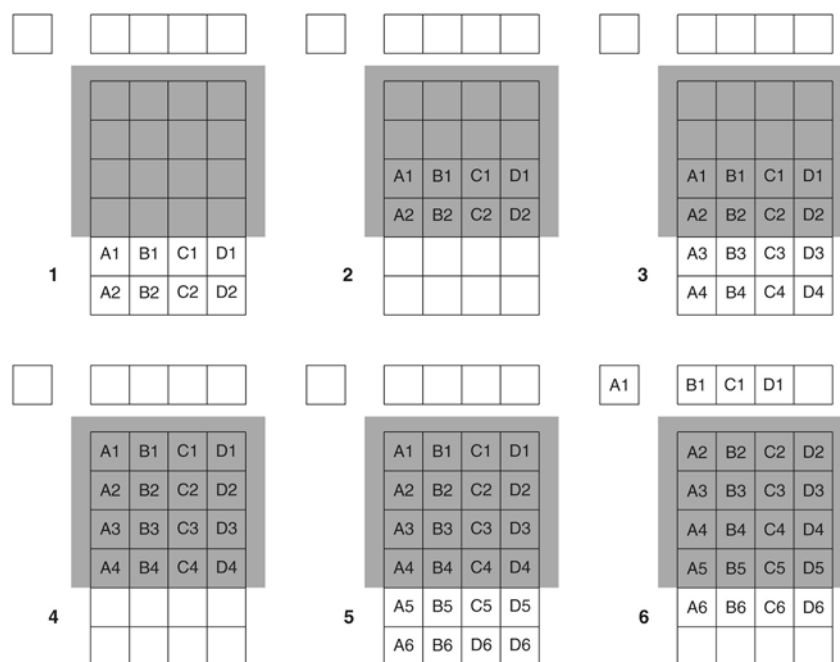 A1 B1 C1 D1
1
A2 B2 C2 D2
A1 B1 C1 D1
A2 B2 C2 D2
2
A1 B1 C1 D1
A2 B2 C2 D2
A3 B3 C3 D3
3
A4 B4 C4 D4
A1 B1 C1 D1
A2 B2 C2 D2
A3 B3 C3 D3
A4 B4 C4 D4
4
A1 B1 C1 D1
A2 B2 C2 D2
A3 B3 C3 D3
A4 B4 C4 D4
A5 B5 C5 D5
5
A6 B6 D6 D6
A1 B1 C1 D1
A2 B2 C2 D2
A3 B3 C3 D3
A4 B4 C4 D4
A5 B5 C5 D5
A6 B6 C6 D6
6